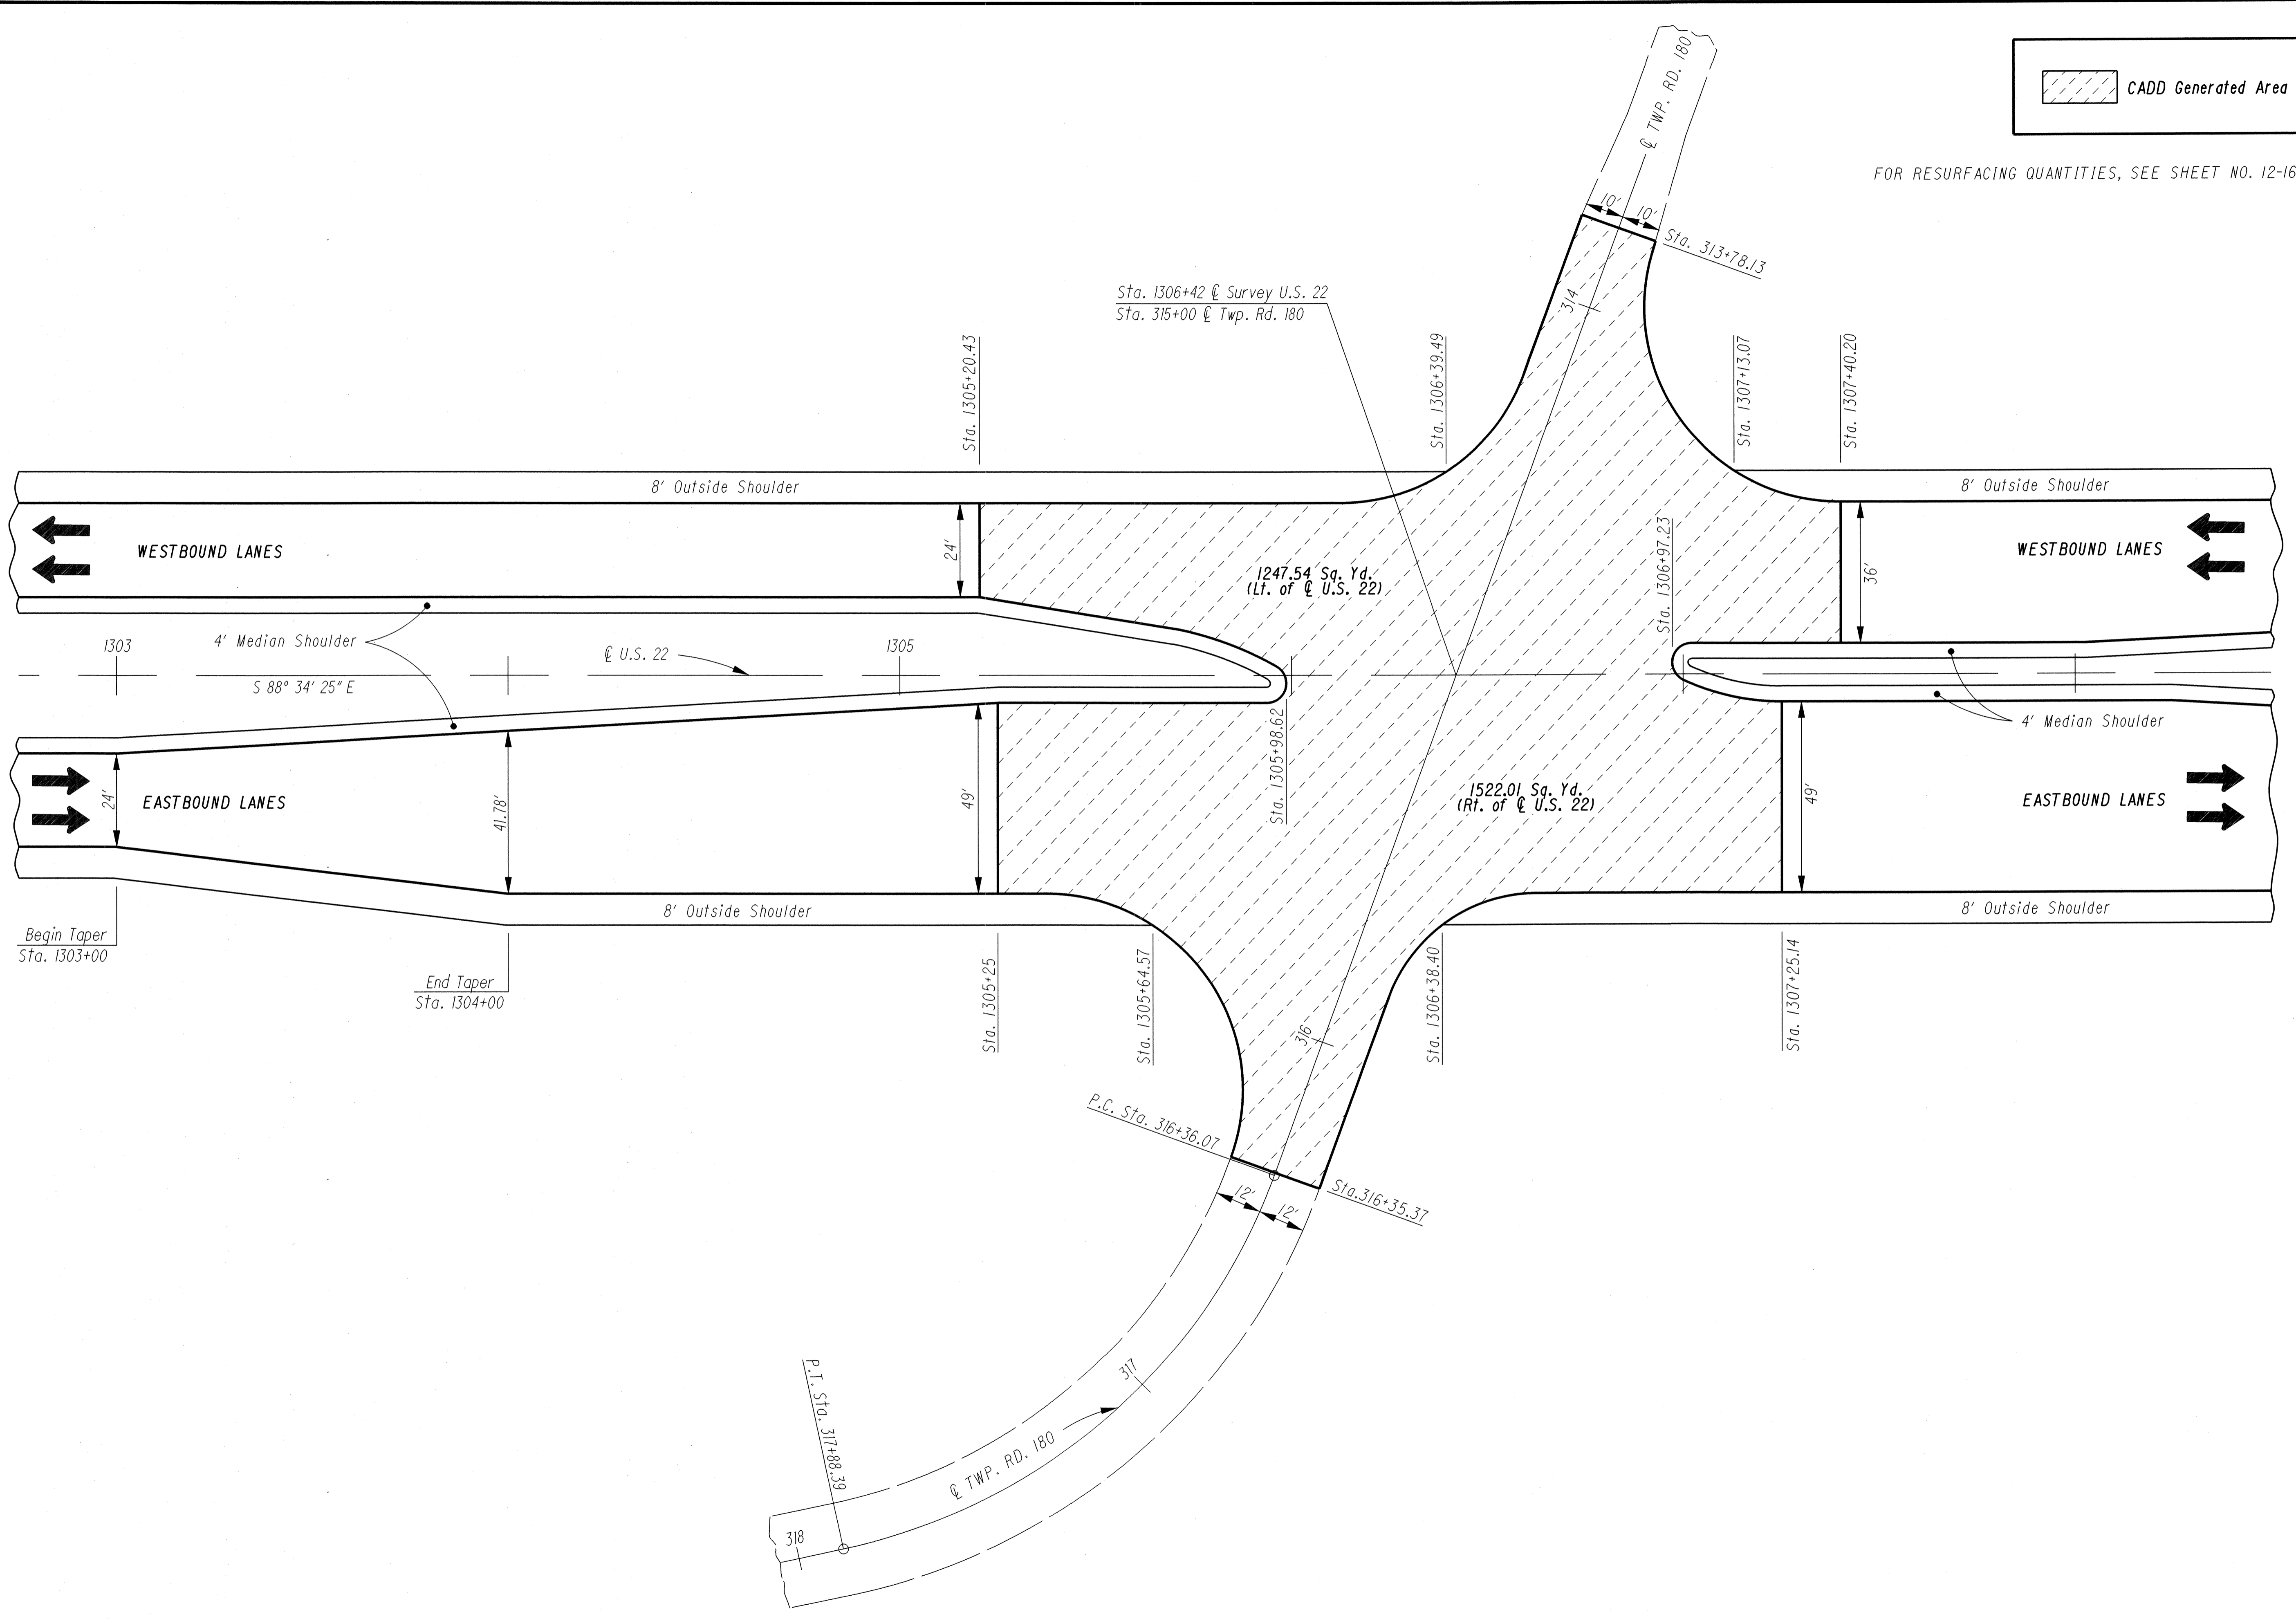 ℄ TWP. RD. 180
CADD Generated Area
FOR RESURFACING QUANTITIES, SEE SHEET NO. 12-16
10'
10'
Sta. 313+78.13
314
Sta. 1306+42 ℄ Survey U.S. 22
Sta. 315+00 ℄ Twp. Rd. 180
Sta. 1305+20.43
Sta. 1306+39.49
Sta. 1307+13.07
Sta. 1307+40.20
8' Outside Shoulder
8' Outside Shoulder
WESTBOUND LANES
24'
1247.54 Sq. Yd.
(Lt. of ℄ U.S. 22)
Sta. 1306+97.23
36'
WESTBOUND LANES
1303
4' Median Shoulder
℄ U.S. 22
1305
S 88° 34' 25" E
4' Median Shoulder
Sta. 1305+98.62
24'
EASTBOUND LANES
41.78'
49'
1522.01 Sq. Yd.
(Rt. of ℄ U.S. 22)
49'
EASTBOUND LANES
8' Outside Shoulder
8' Outside Shoulder
Begin Taper
Sta. 1303+00
End Taper
Sta. 1304+00
Sta. 1305+25
Sta. 1305+64.57
Sta. 1306+38.40
Sta. 1307+25.14
316
P.C. Sta. 316+36.07
Sta.316+35.37
12'
12'
317
P.T. Sta. 317+88.39
℄ TWP. RD. 180
318